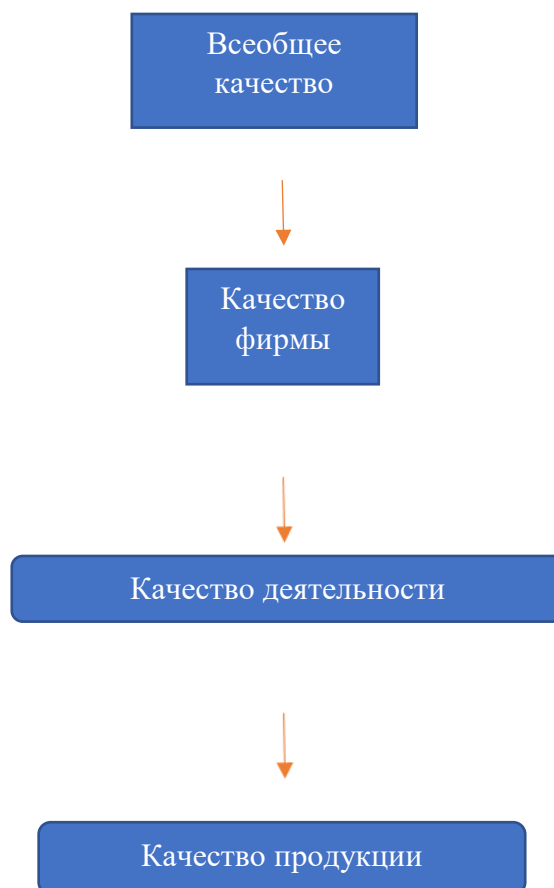 Всеобщее
качество
Качество
фирмы
Качество деятельности
Качество продукции